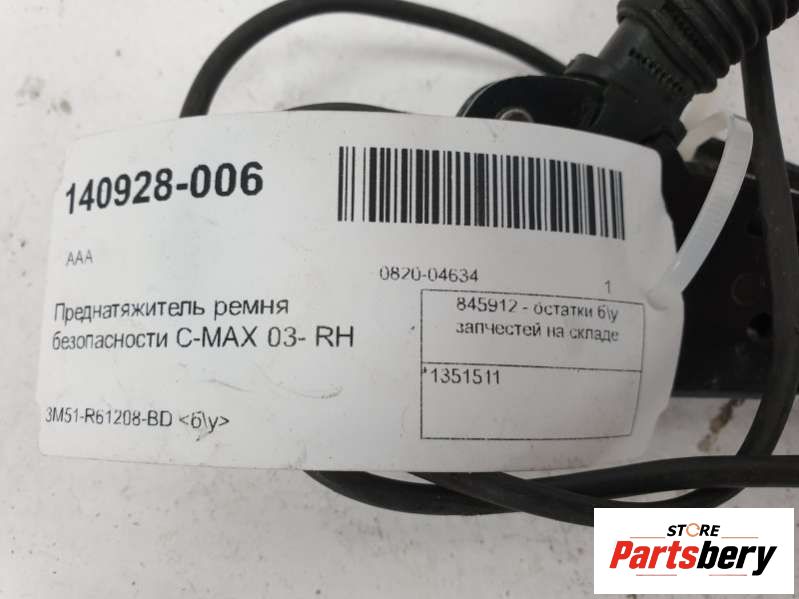 140928-006
AAA
0820-04634
1
Преднатяжитель ремня
безопасности C-MAX 03- RH
845912 - остатки б\у
запчестей на складе
*1351511
3M51-R61208-BD <б\у>
STORE
Partsbery